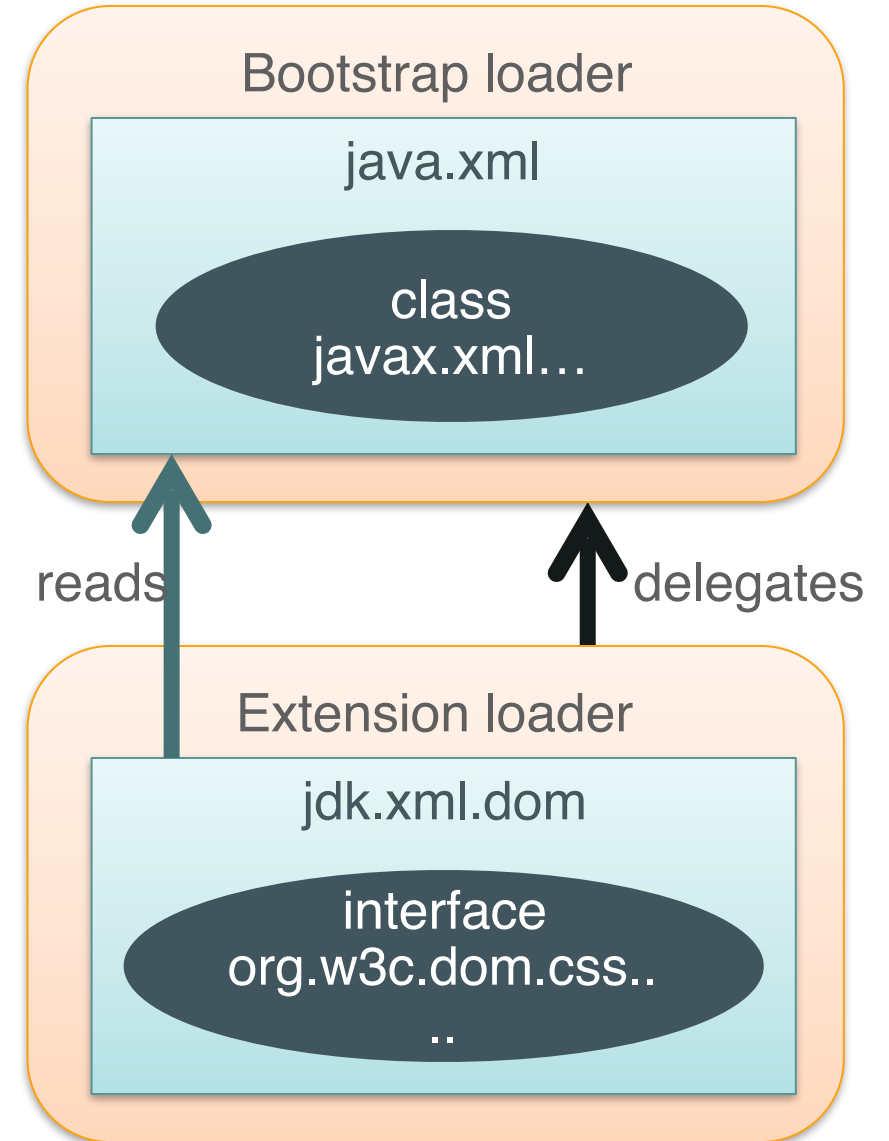 Bootstrap loader
java.xml
class
javax.xml…
reads
delegates
Extension loader
jdk.xml.dom
interface
org.w3c.dom.css..
..